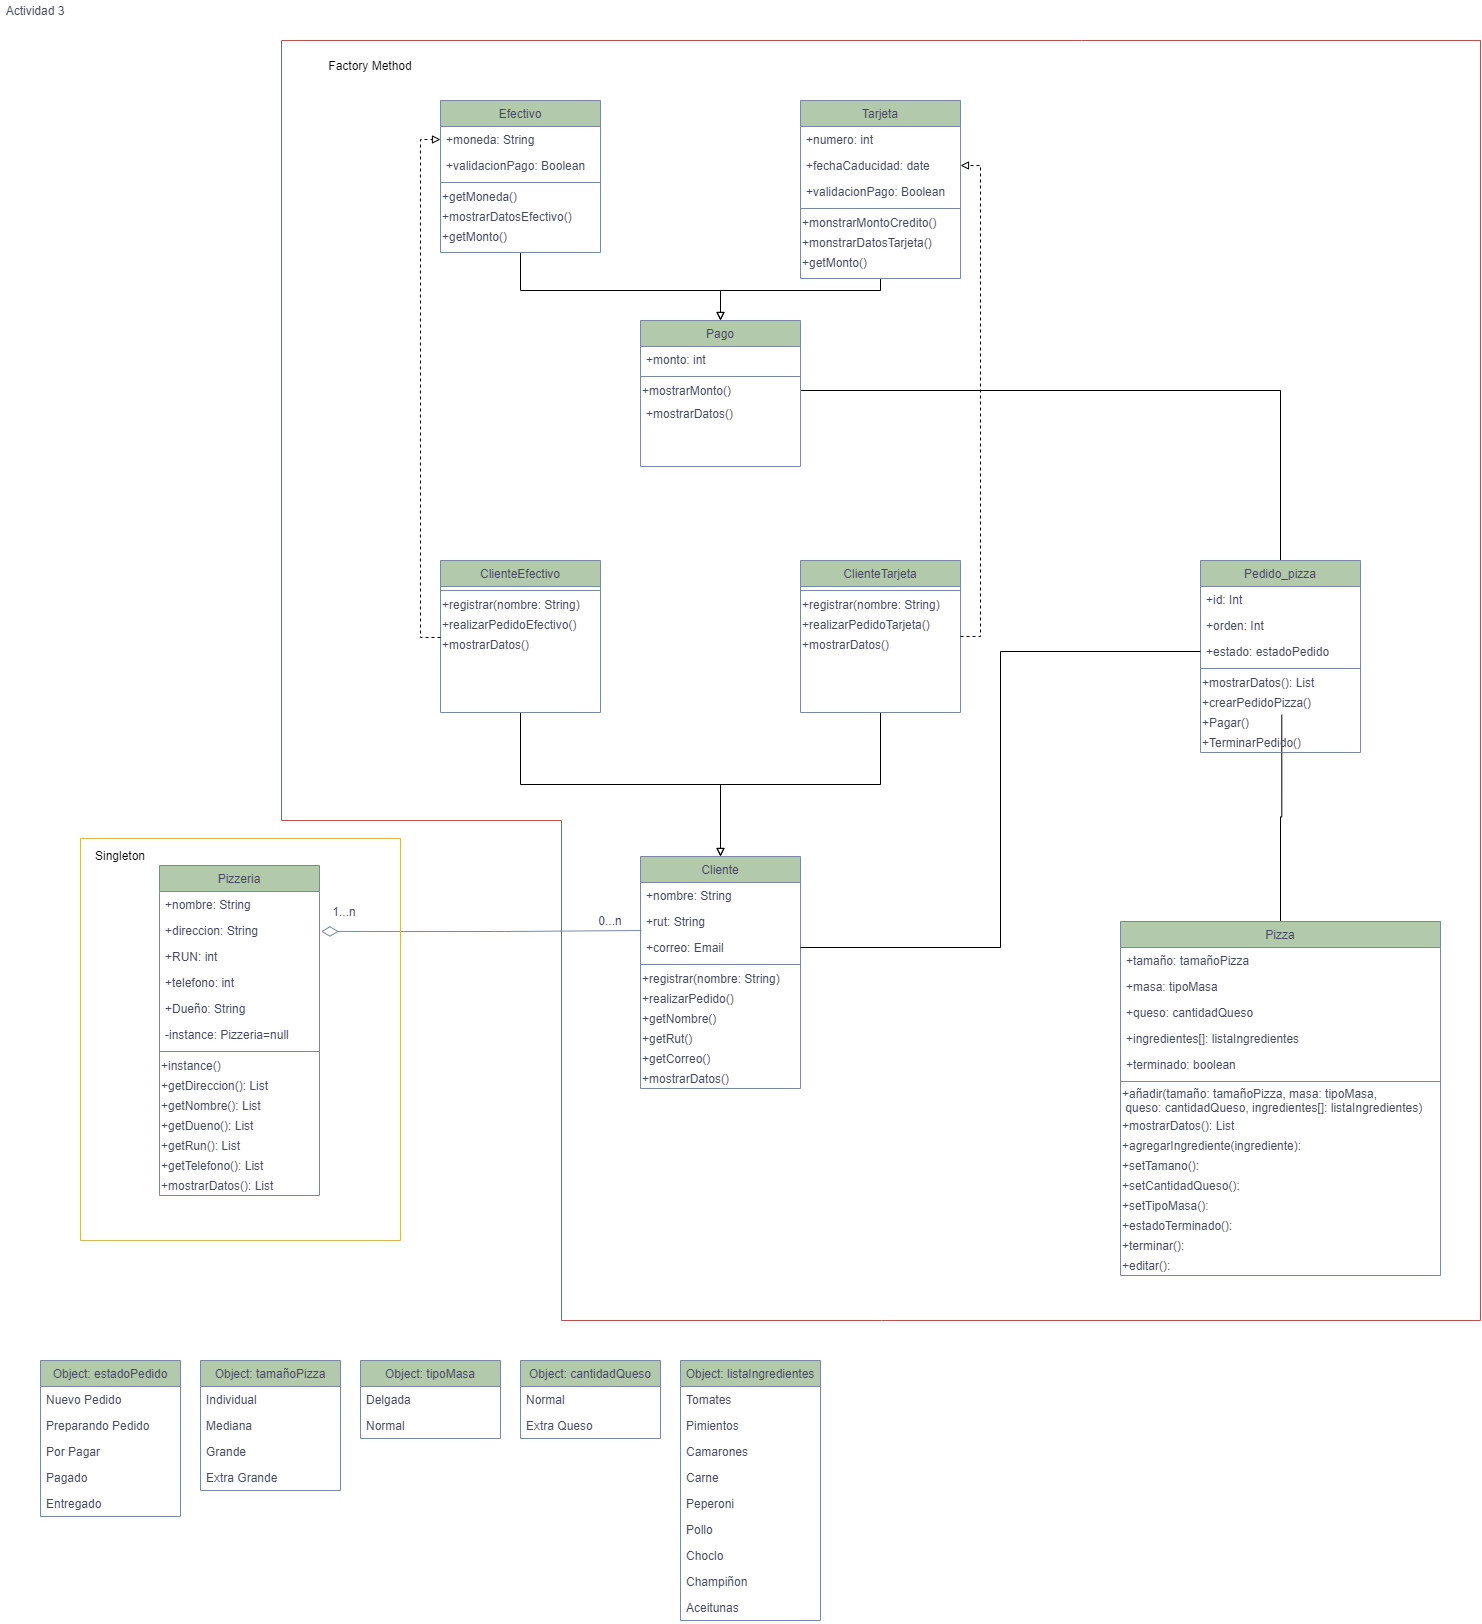 Actividad 3
Factory Method
Efectivo
+moneda: String
+validacionPago: Boolean
+getMoneda()
+mostrarDatosEfectivo()
+getMonto()
Tarjeta
+numero: int
+fechaCaducidad: date
+validacionPago: Boolean
+monstrarMontoCredito()
+monstrarDatosTarjeta()
+getMonto()
Pago
+monto: int
+mostrarMonto()
+mostrarDatos()
ClienteEfectivo
+registrar(nombre: String)
+realizarPedidoEfectivo()
+mostrarDatos()
ClienteTarjeta
+registrar(nombre: String)
+realizarPedidoTarjeta()
+mostrarDatos()
Pedido_pizza
+id: Int
+orden: Int
+estado: estadoPedido
+mostrarDatos(): List
+crearPedidoPizza()
+Pagar()
+TerminarPedido()
Singleton
Pizzeria
+nombre: String
+direccion: String
+RUN: int
+telefono: int
+Dueño: String
-instance: Pizzeria=null
+instance()
+getDireccion(): List
+getNombre(): List
+getDueno(): List
+getRun(): List
+getTelefono(): List
+mostrarDatos(): List
1...n
0...n
Cliente
+nombre: String
+rut: String
+correo: Email
+registrar(nombre: String)
+realizarPedido()
+getNombre()
+getRut()
+getCorreo()
+mostrarDatos()
Pizza
+tamaño: tamañoPizza
+masa: tipoMasa
+queso: cantidadQueso
+ingredientes[]: listaIngredientes
+terminado: boolean
+añadir(tamaño: tamañoPizza, masa: tipoMasa,
queso: cantidadQueso, ingredientes[]: listaIngredientes)
+mostrarDatos(): List
+agregarIngrediente(ingrediente):
+setTamano():
+setCantidadQueso():
+setTipoMasa():
+estadoTerminado():
+terminar():
+editar():
Object: estadoPedido
Nuevo Pedido
Preparando Pedido
Por Pagar
Pagado
Entregado
Object: tamañoPizza
Individual
Mediana
Grande
Extra Grande
Object: tipoMasa
Delgada
Normal
Object: cantidadQueso
Normal
Extra Queso
Object: listaIngredientes
Tomates
Pimientos
Camarones
Carne
Peperoni
Pollo
Choclo
Champiñon
Aceitunas